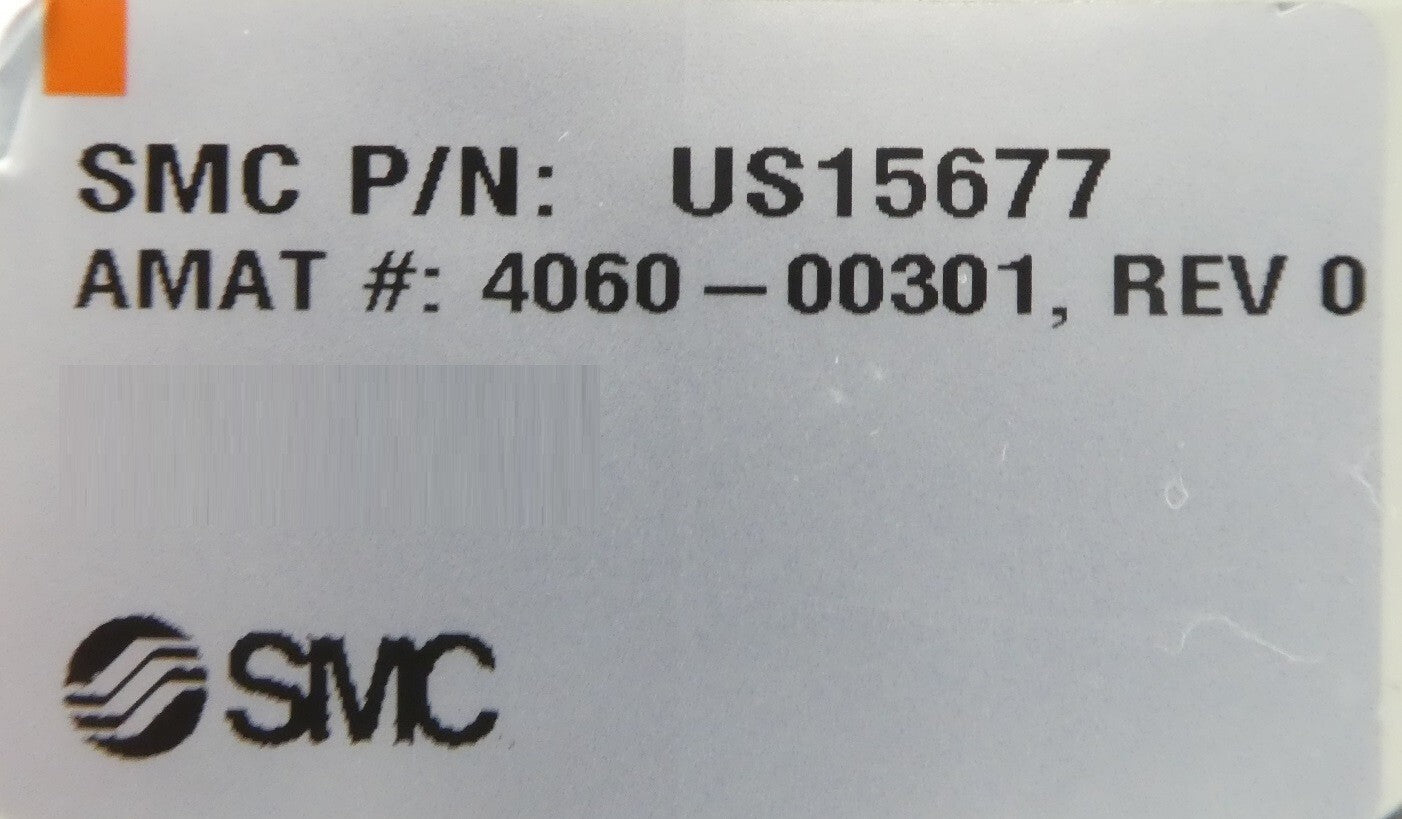 SMC P/N: US15677
AMAT #: 4060-00301, REV 0
SMC